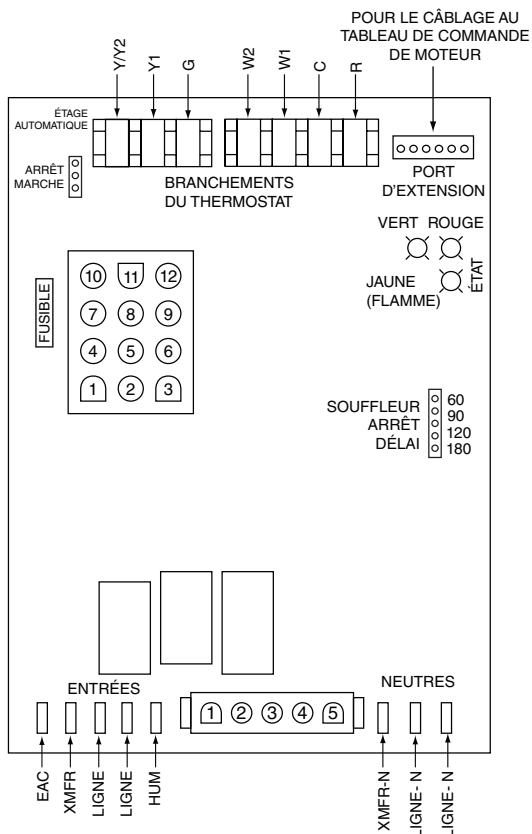 POUR LE CÂBLAGE AU
TABLEAU DE COMMANDE
DE MOTEUR
Y/Y2
Y1
G
W2
W1
C
R
ÉTAGE
AUTOMATIQUE
ARRÊT
MARCHE
BRANCHEMENTS
DU THERMOSTAT
PORT
D'EXTENSION
VERT ROUGE
JAUNE
(FLAMME)
ÉTAT
FUSIBLE
10 11 12
7 8 9
4 5 6
1 2 3
SOUFFLEUR
ARRÊT
DÉLAI
60
90
120
180
ENTRÉES
1 2 3 4 5
NEUTRES
EAC
XMFR
LIGNE
LIGNE
HUM
XMFR-N
LIGNE- N
LIGNE- N